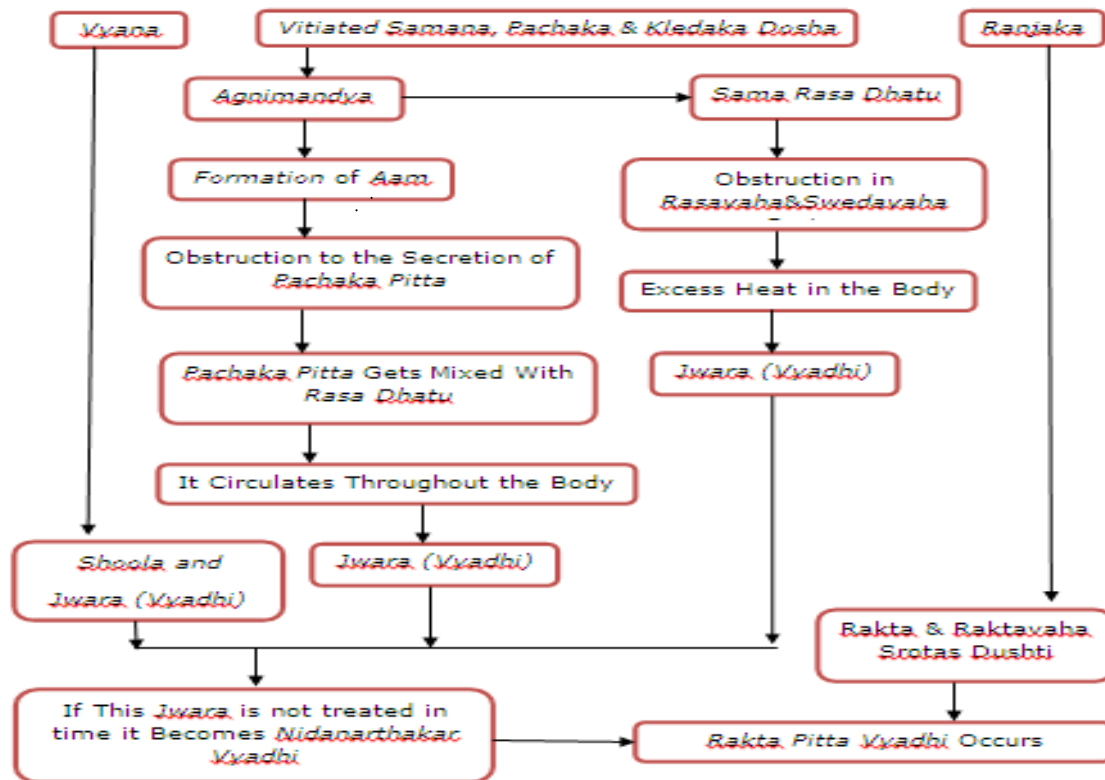 Vyana
Vitiated Samana, Pachaka & Kledaka Dosha
Ranjaka
Agnimandya
Sama Rasa Dhatu
Formation of Aam
Obstruction in
Rasavaha&Swedavaha
Obstruction to the Secretion of
Pachaka Pitta
Excess Heat in the Body
Pachaka Pitta Gets Mixed With
Rasa Dhatu
Jwara (Vyadhi)
It Circulates Throughout the Body
Shoola and
Jwara (Vyadhi)
Jwara (Vyadhi)
Rakta & Raktavaha
Srotas Dushti
If This Jwara is not treated in
time it Becomes Nidanarthakar
Vyadhi
Rakta Pitta Vyadhi Occurs